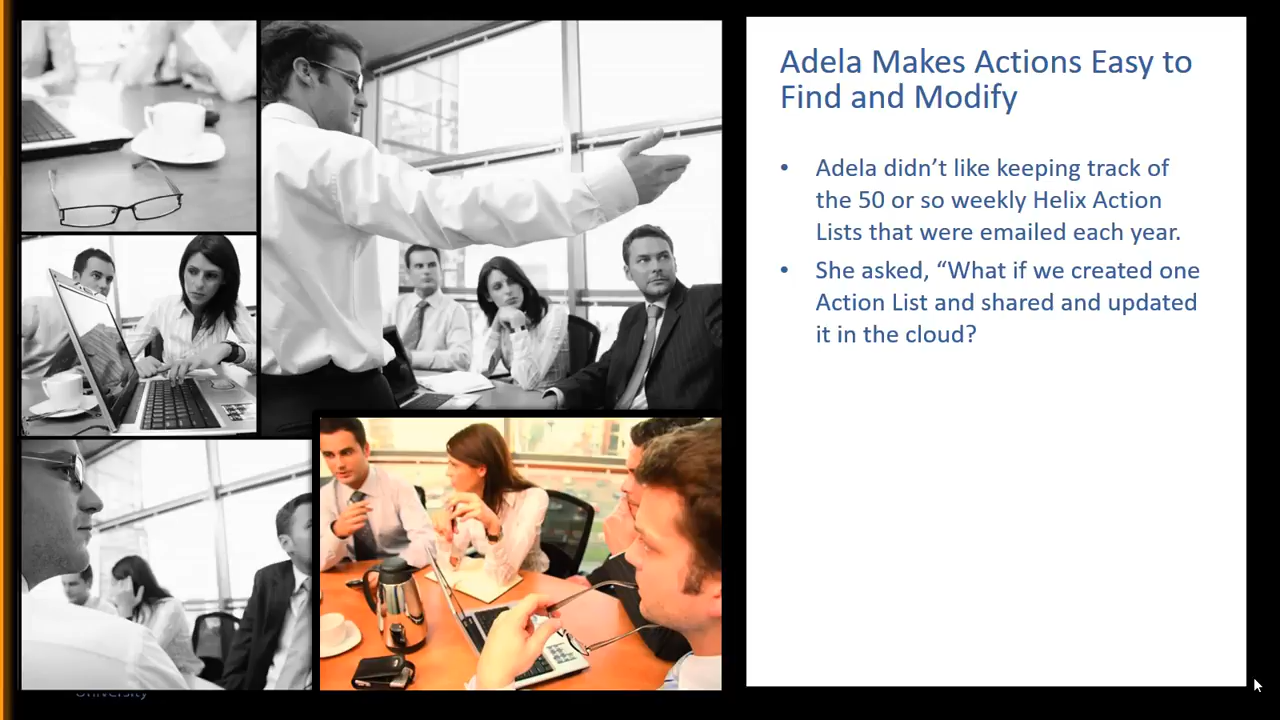 Adela Makes Actions Easy to
Find and Modify
• Adela didn’t like keeping track of
the 50 or so weekly Helix Action
Lists that were emailed each year.
• She asked, “What if we created one
Action List and shared and updated
it in the cloud?
University